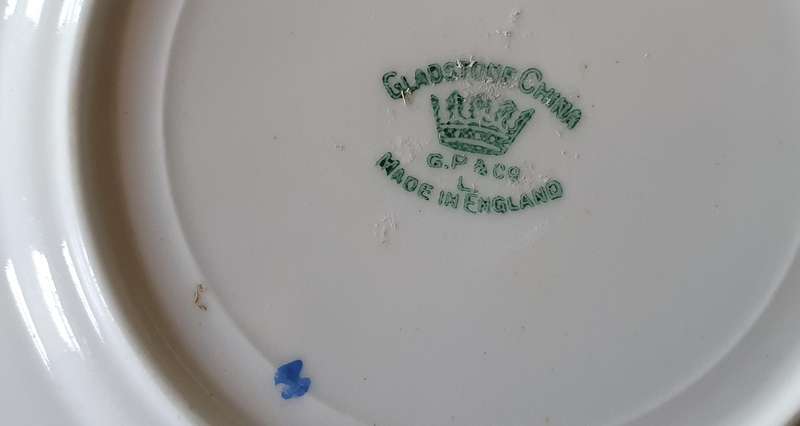 GLADSTONE CHINA
G.P & CO
L.
MADE IN ENGLAND